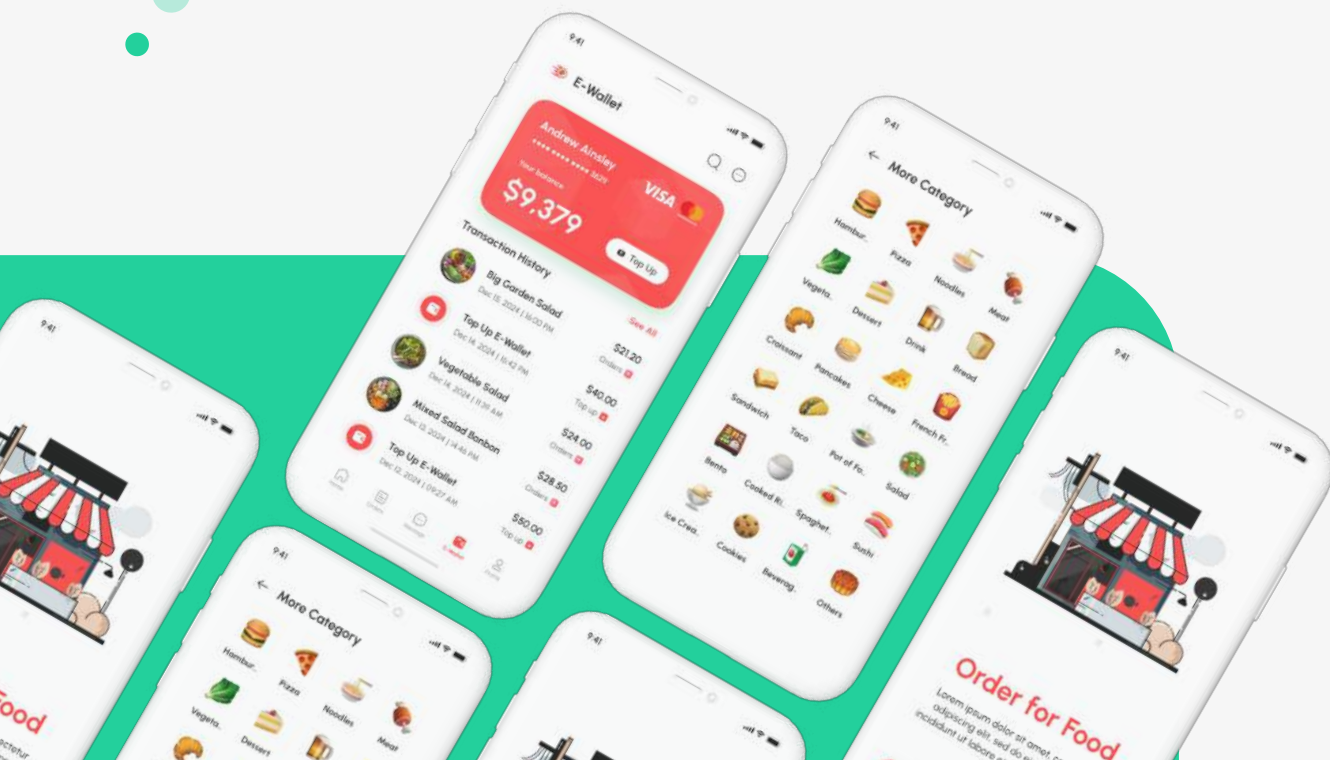 9:41
E-Wallet
Andrew Ainsley
•••• •••• •••• 3629
Your balance
$9,379
VISA
Top Up
Transaction History
See All
Big Garden Salad
Dec 15, 2024 | 16:00 PM
$21.20
Orders
Top Up E-Wallet
Dec 14, 2024 | 15:42 PM
$40.00
Top up
Vegetable Salad
Dec 14, 2024 | 11:39 AM
$24.00
Orders
Mixed Salad Bonbon
Dec 13, 2024 | 14:46 PM
$28.50
Orders
Top Up E-Wallet
Dec 12, 2024 | 09:27 AM
$50.00
Top up
Home
Orders
E-Wallet
Profile
9:41
More Category
Hambur..
Pizza
Noodles
Meat
Vegeta..
Dessert
Drink
Bread
Croissant
Pancakes
Cheese
French Fr..
Sandwich
Taco
Pot of Fo..
Salad
Bento
Cooked Ri..
Spaghet..
Sushi
Ice Crea..
Cookies
Beverag..
Others
9:41
Order for Food
Lorem ipsum dolor sit amet,
adipiscing elit, sed do
incididunt ut labore
9:41
Food
9:41
More Category
Hambur..
Pizza
Noodles
Meat
Vegeta..
Dessert
9:41